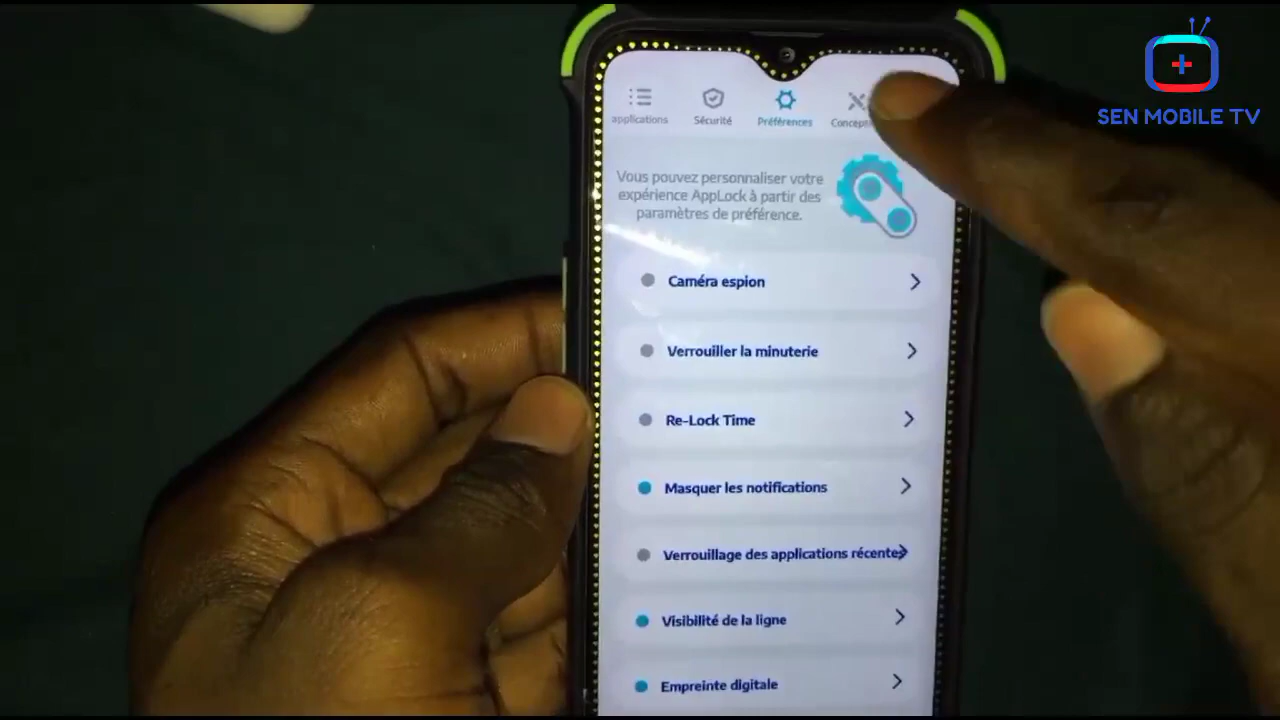 SEN MOBILE TV
applications
Sécurité
Préférences
Vous pouvez personnaliser votre
expérience AppLock à partir des
paramètres de préférence.
Caméra espion
Verrouiller la minuterie
Re-Lock Time
Masquer les notifications
Verrouillage des applications récentes
Visibilité de la ligne
Empreinte digitale